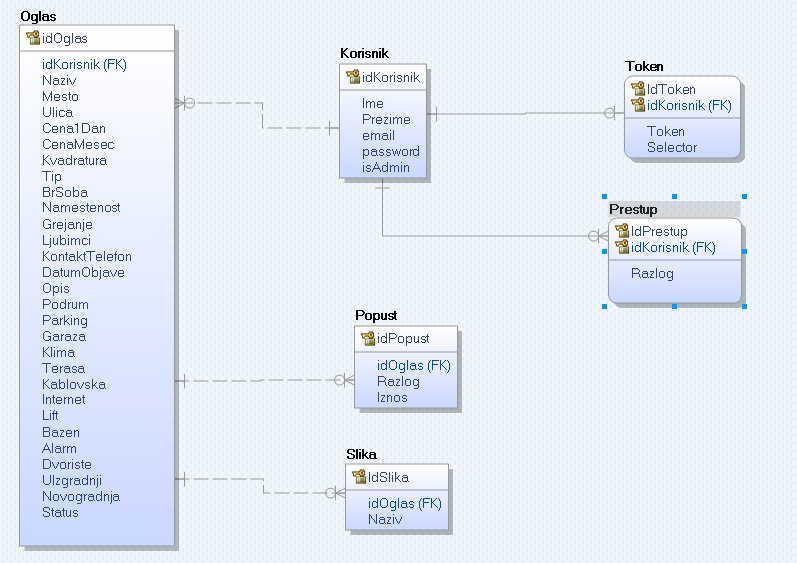 Oglas
idOglas
idKorisnik (FK)
Naziv
Mesto
Ulica
Cena1Dan
CenaMesec
Kvadratura
Tip
BrSoba
Namestenost
Grejanje
Ljubimci
KontaktTelefon
DatumObjave
Opis
Podrum
Parking
Garaza
Klima
Terasa
Kablovska
Internet
Lift
Bazen
Alarm
Dvoriste
UIzgradnji
Novogradnja
Status
Korisnik
idKorisnik
Ime
Prezime
email
password
isAdmin
Token
IdToken
idKorisnik (FK)
Token
Selector
Prestup
IdPrestup
idKorisnik (FK)
Razlog
Popust
idPopust
idOglas (FK)
Razlog
Iznos
Slika
IdSlika
idOglas (FK)
Naziv